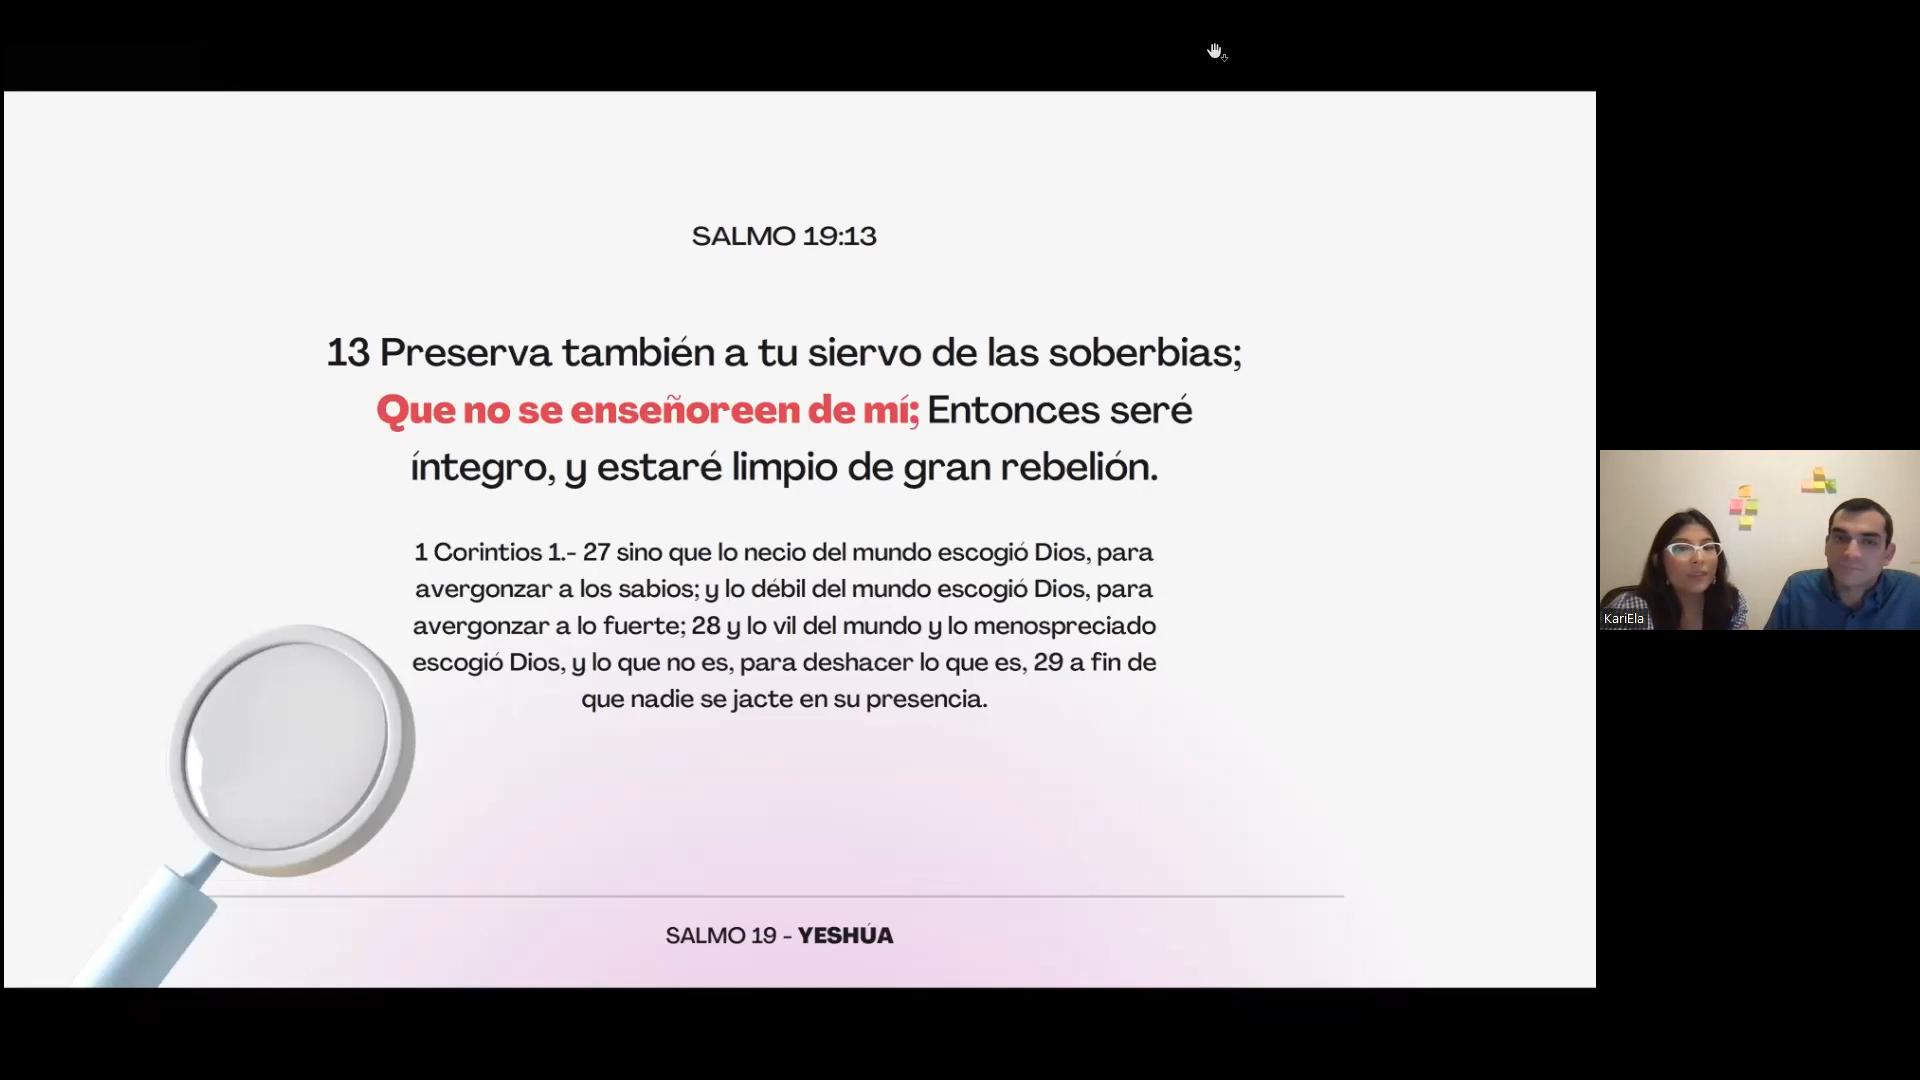 SALMO 19:13
13 Preserva también a tu siervo de las soberbias;
Que no se enseñoreen de mí; Entonces seré
íntegro, y estaré limpio de gran rebelión.
1 Corintios 1.- 27 sino que lo necio del mundo escogió Dios, para
avergonzar a los sabios; y lo débil del mundo escogió Dios, para
avergonzar a lo fuerte; 28 y lo vil del mundo y lo menospreciado
escogió Dios, y lo que no es, para deshacer lo que es, 29 a fin de
que nadie se jacte en su presencia.
SALMO 19 - YESHÚA
KariEla